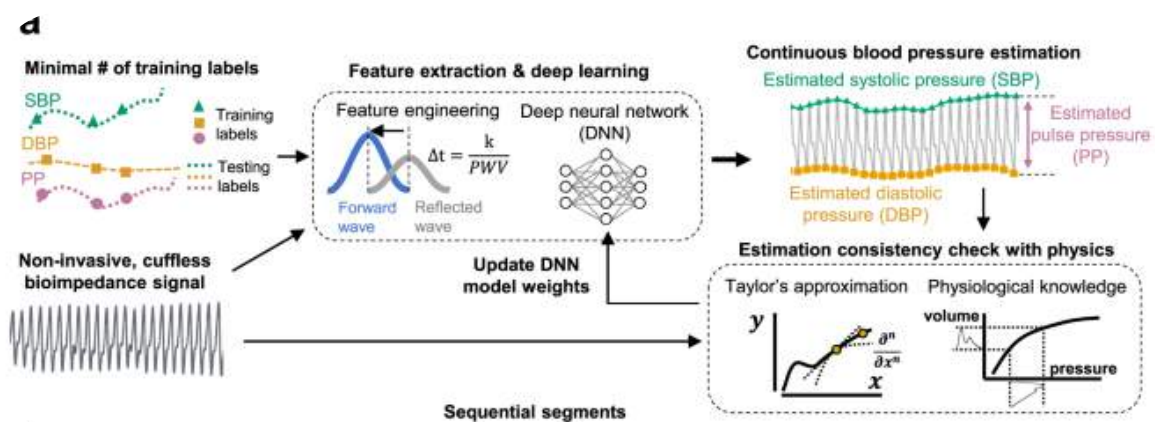 a
Minimal # of training labels
SBP
DBP
PP
Training
labels
Testing
labels
Non-invasive, cuffless
bioimpedance signal
Feature extraction & deep learning
Feature engineering
Δt = k / PWV
Forward
wave
Reflected
wave
Deep neural network
(DNN)
Update DNN
model weights
Continuous blood pressure estimation
Estimated systolic pressure (SBP)
Estimated
pulse pressure
(PP)
Estimated diastolic
pressure (DBP)
Estimation consistency check with physics
Taylor's approximation
y
∂ⁿ
∂xⁿ
x
Physiological knowledge
volume
pressure
Sequential segments